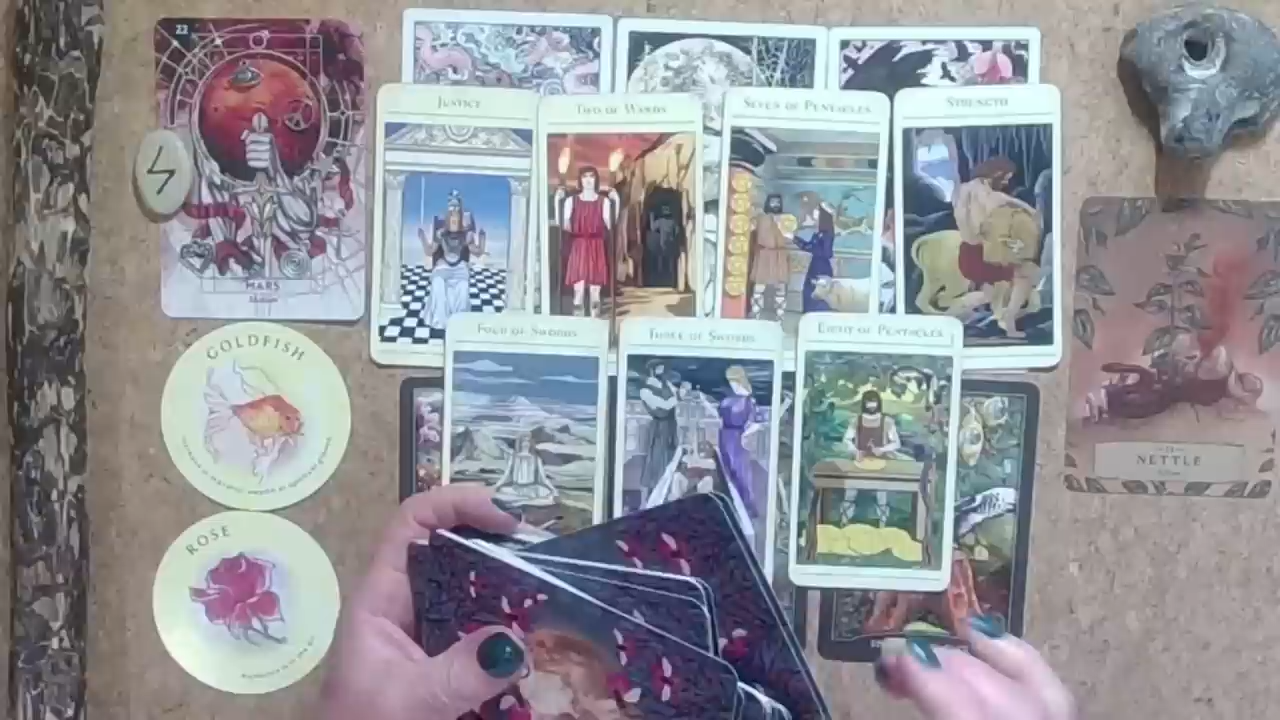 22
MARS
JUSTICE
TWO OF WANDS
SEVEN OF PENTACLES
STRENGTH
GOLDFISH
FOUR OF SWORDS
THREE OF SWORDS
EIGHT OF PENTACLES
NETTLE
ROSE